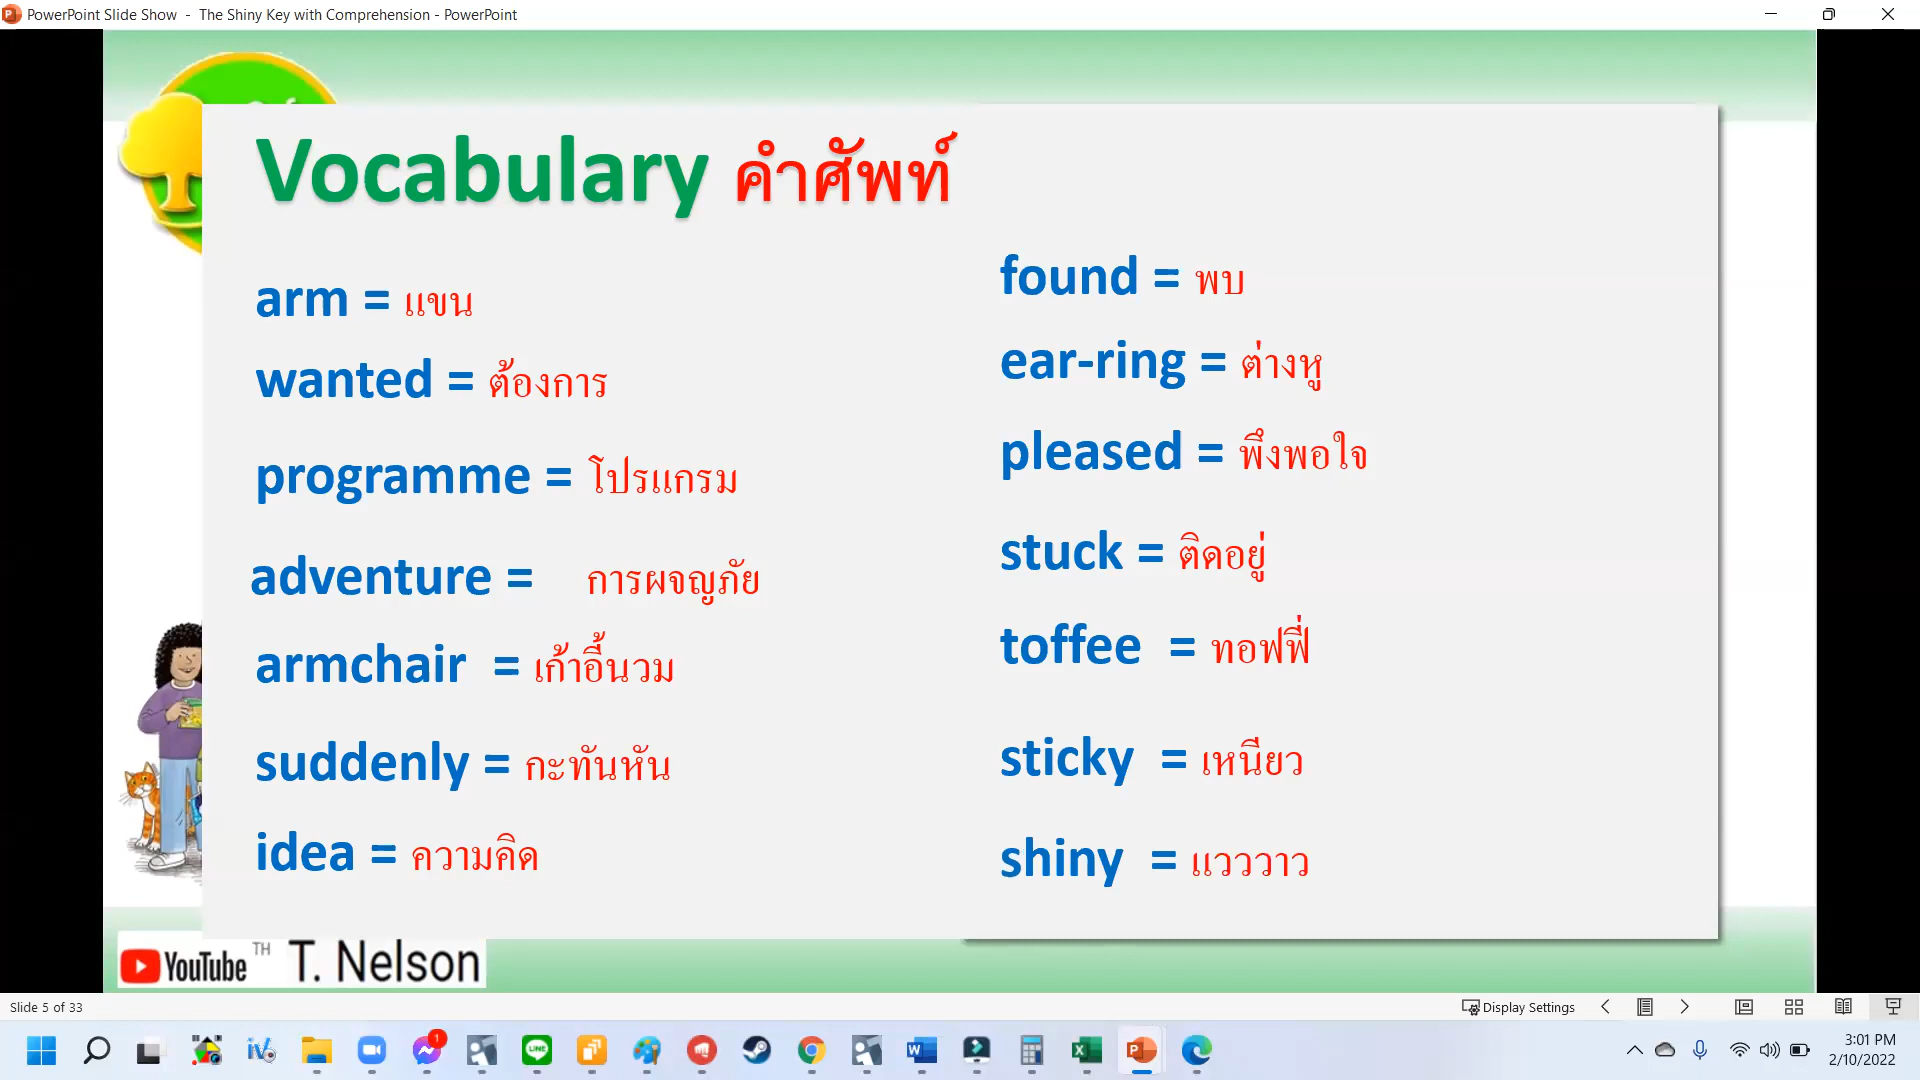 PowerPoint Slide Show - The Shiny Key with Comprehension - PowerPoint
Vocabulary คำศัพท์
arm = แขน
wanted = ต้องการ
programme = โปรแกรม
adventure = การผจญภัย
armchair = เก้าอี้นวม
suddenly = กะทันหัน
idea = ความคิด
found = พบ
ear-ring = ต่างหู
pleased = พึงพอใจ
stuck = ติดอยู่
toffee = ทอฟฟี่
sticky = เหนียว
shiny = แวววาว
YouTube TH T. Nelson
Slide 5 of 33
Display Settings
3:01 PM
2/10/2022